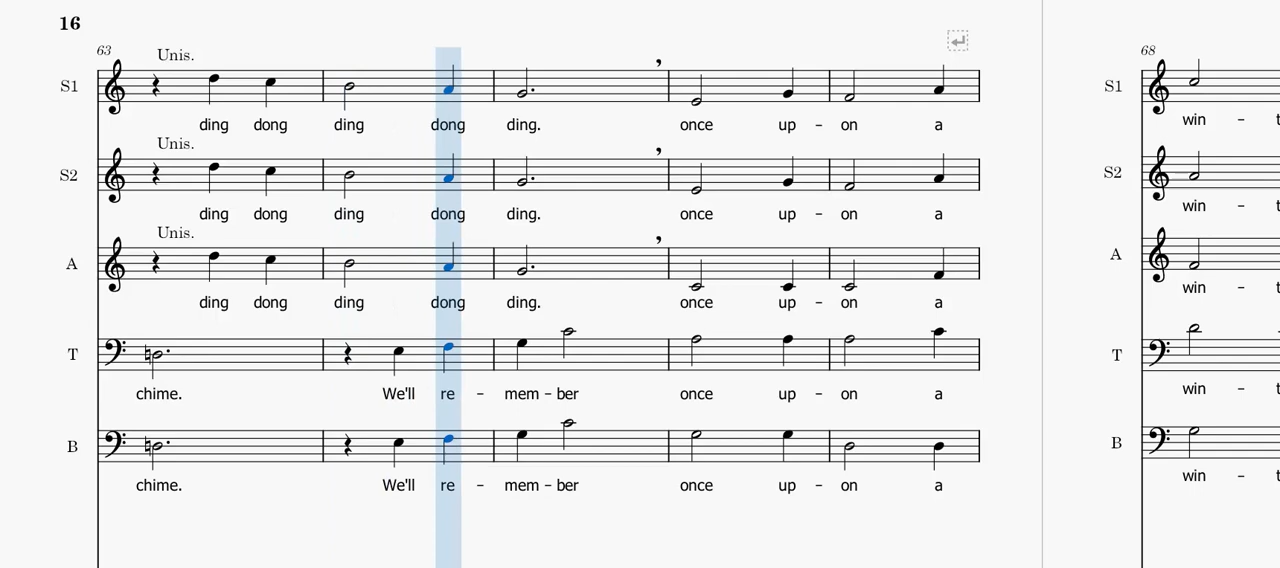 16
63
Unis.
68
S1
S1
ding dong ding dong ding. once up – on a
win – t
Unis.
S2
S2
ding dong ding dong ding. once up – on a
win – t
Unis.
A
A
ding dong ding dong ding. once up – on a
win – t
T
T
chime. We'll re – mem – ber once up – on a
win – t
B
B
chime. We'll re – mem – ber once up – on a
win – t